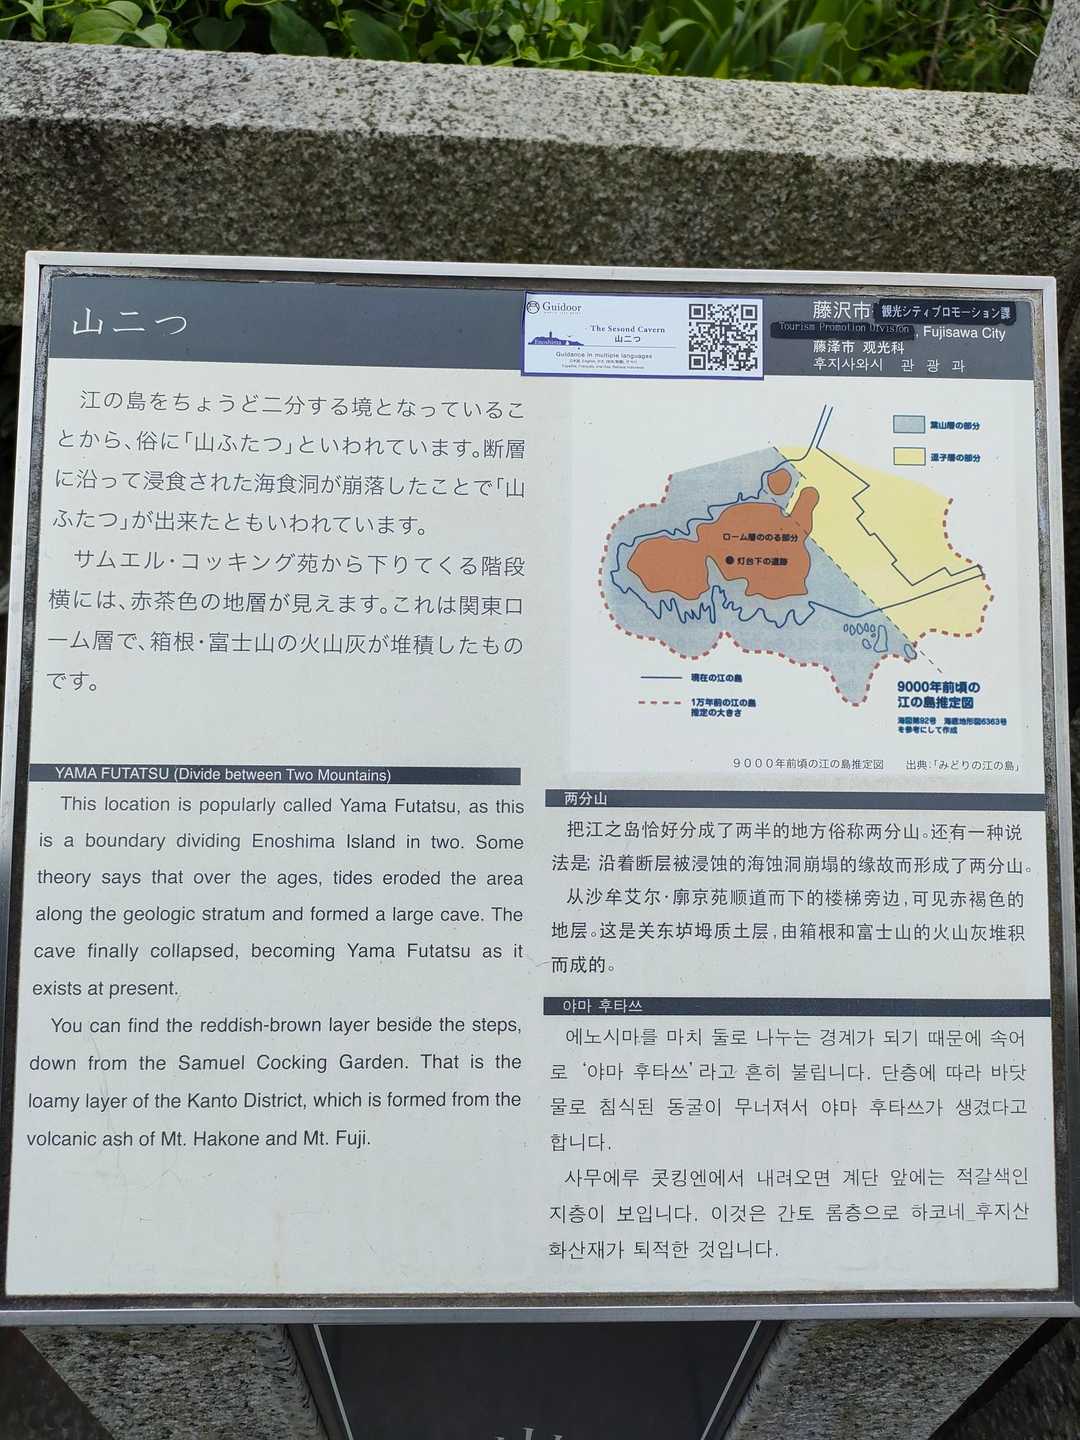 山二つ
Guidoor
The Sesond Cavern
山二つ
Enoshima
Guidance in multiple languages
藤沢市 観光シティプロモーション課
Tourism Promotion Division, Fujisawa City
藤泽市 观光科
후지사와시 관 광 과
江の島をちょうど二分する境となっているこ
とから、俗に「山ふたつ」といわれています。断層
に沿って浸食された海食洞が崩落したことで「山
ふたつ」が出来たともいわれています。
サムエル・コッキング苑から下りてくる階段
横には、赤茶色の地層が見えます。これは関東ロ
ーム層で、箱根・富士山の火山灰が堆積したもの
です。
葉山層の部分
逗子層の部分
ローム層ののる部分
灯台下の遺跡
現在の江の島
1万年前の江の島
推定の大きさ
9000年前頃の
江の島推定図
海図第92号 海底地形図6363号
を参考にして作成
9000年前頃の江の島推定図 出典:「みどりの江の島」
YAMA FUTATSU (Divide between Two Mountains)
This location is popularly called Yama Futatsu, as this
is a boundary dividing Enoshima Island in two. Some
theory says that over the ages, tides eroded the area
along the geologic stratum and formed a large cave. The
cave finally collapsed, becoming Yama Futatsu as it
exists at present.
You can find the reddish-brown layer beside the steps,
down from the Samuel Cocking Garden. That is the
loamy layer of the Kanto District, which is formed from the
volcanic ash of Mt. Hakone and Mt. Fuji.
两分山
把江之岛恰好分成了两半的地方俗称两分山。还有一种说
法是: 沿着断层被浸蚀的海蚀洞崩塌的缘故而形成了两分山。
从沙牟艾尔·廓京苑顺道而下的楼梯旁边,可见赤褐色的
地层。这是关东垆坶质土层,由箱根和富士山的火山灰堆积
而成的。
야마 후타쓰
에노시마를 마치 둘로 나누는 경계가 되기 때문에 속어
로 ‘야마 후타쓰’라고 흔히 불립니다. 단층에 따라 바닷
물로 침식된 동굴이 무너져서 야마 후타쓰가 생겼다고
합니다.
사무에루 콧킹엔에서 내려오면 계단 앞에는 적갈색인
지층이 보입니다. 이것은 간토 롬층으로 하코네_후지산
화산재가 퇴적한 것입니다.